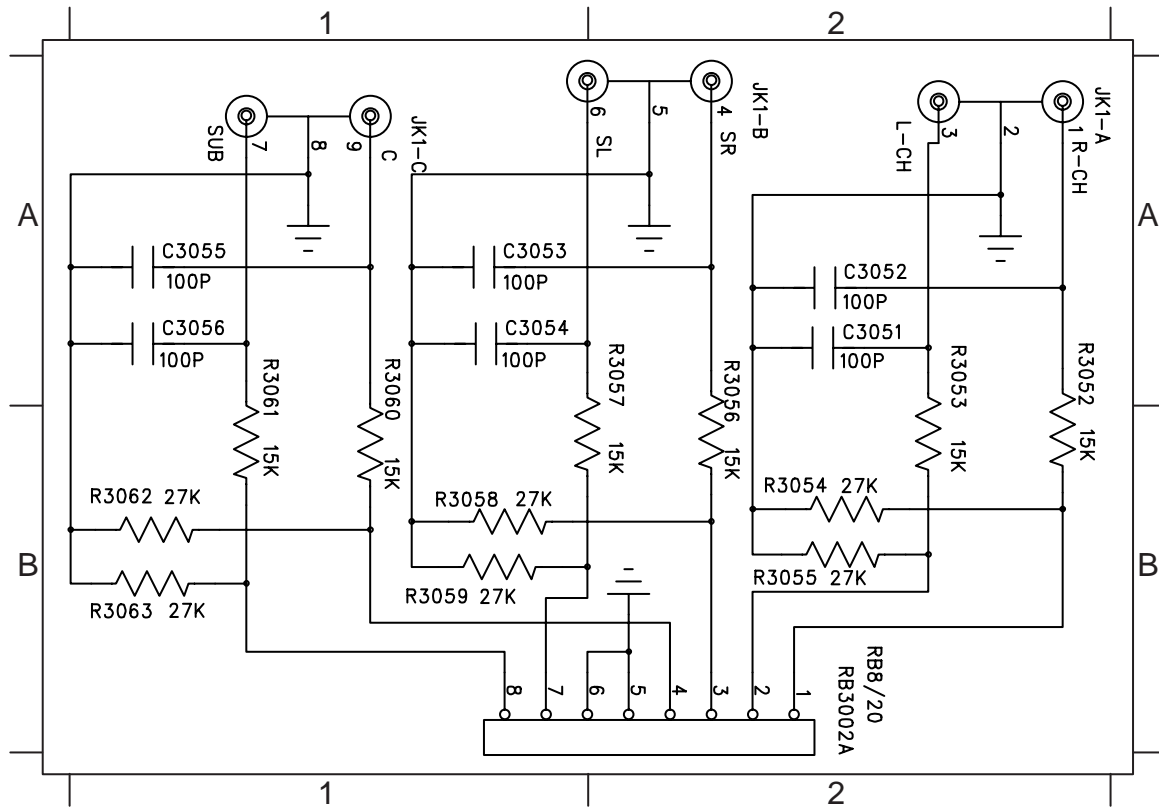 1
2
A
A
B
B
1
2
SUB
7
8
9
C
JK1-C
6
SL
5
4
SR
JK1-B
L-CH
3
2
1
R-CH
JK1-A
C3055
100P
C3056
100P
C3053
100P
C3054
100P
C3052
100P
C3051
100P
R3061
15K
R3060
15K
R3057
15K
R3056
15K
R3053
15K
R3052
15K
R3062 27K
R3063 27K
R3058 27K
R3059 27K
R3054 27K
R3055 27K
8
7
6
5
4
3
2
1
RB8/20
RB3002A